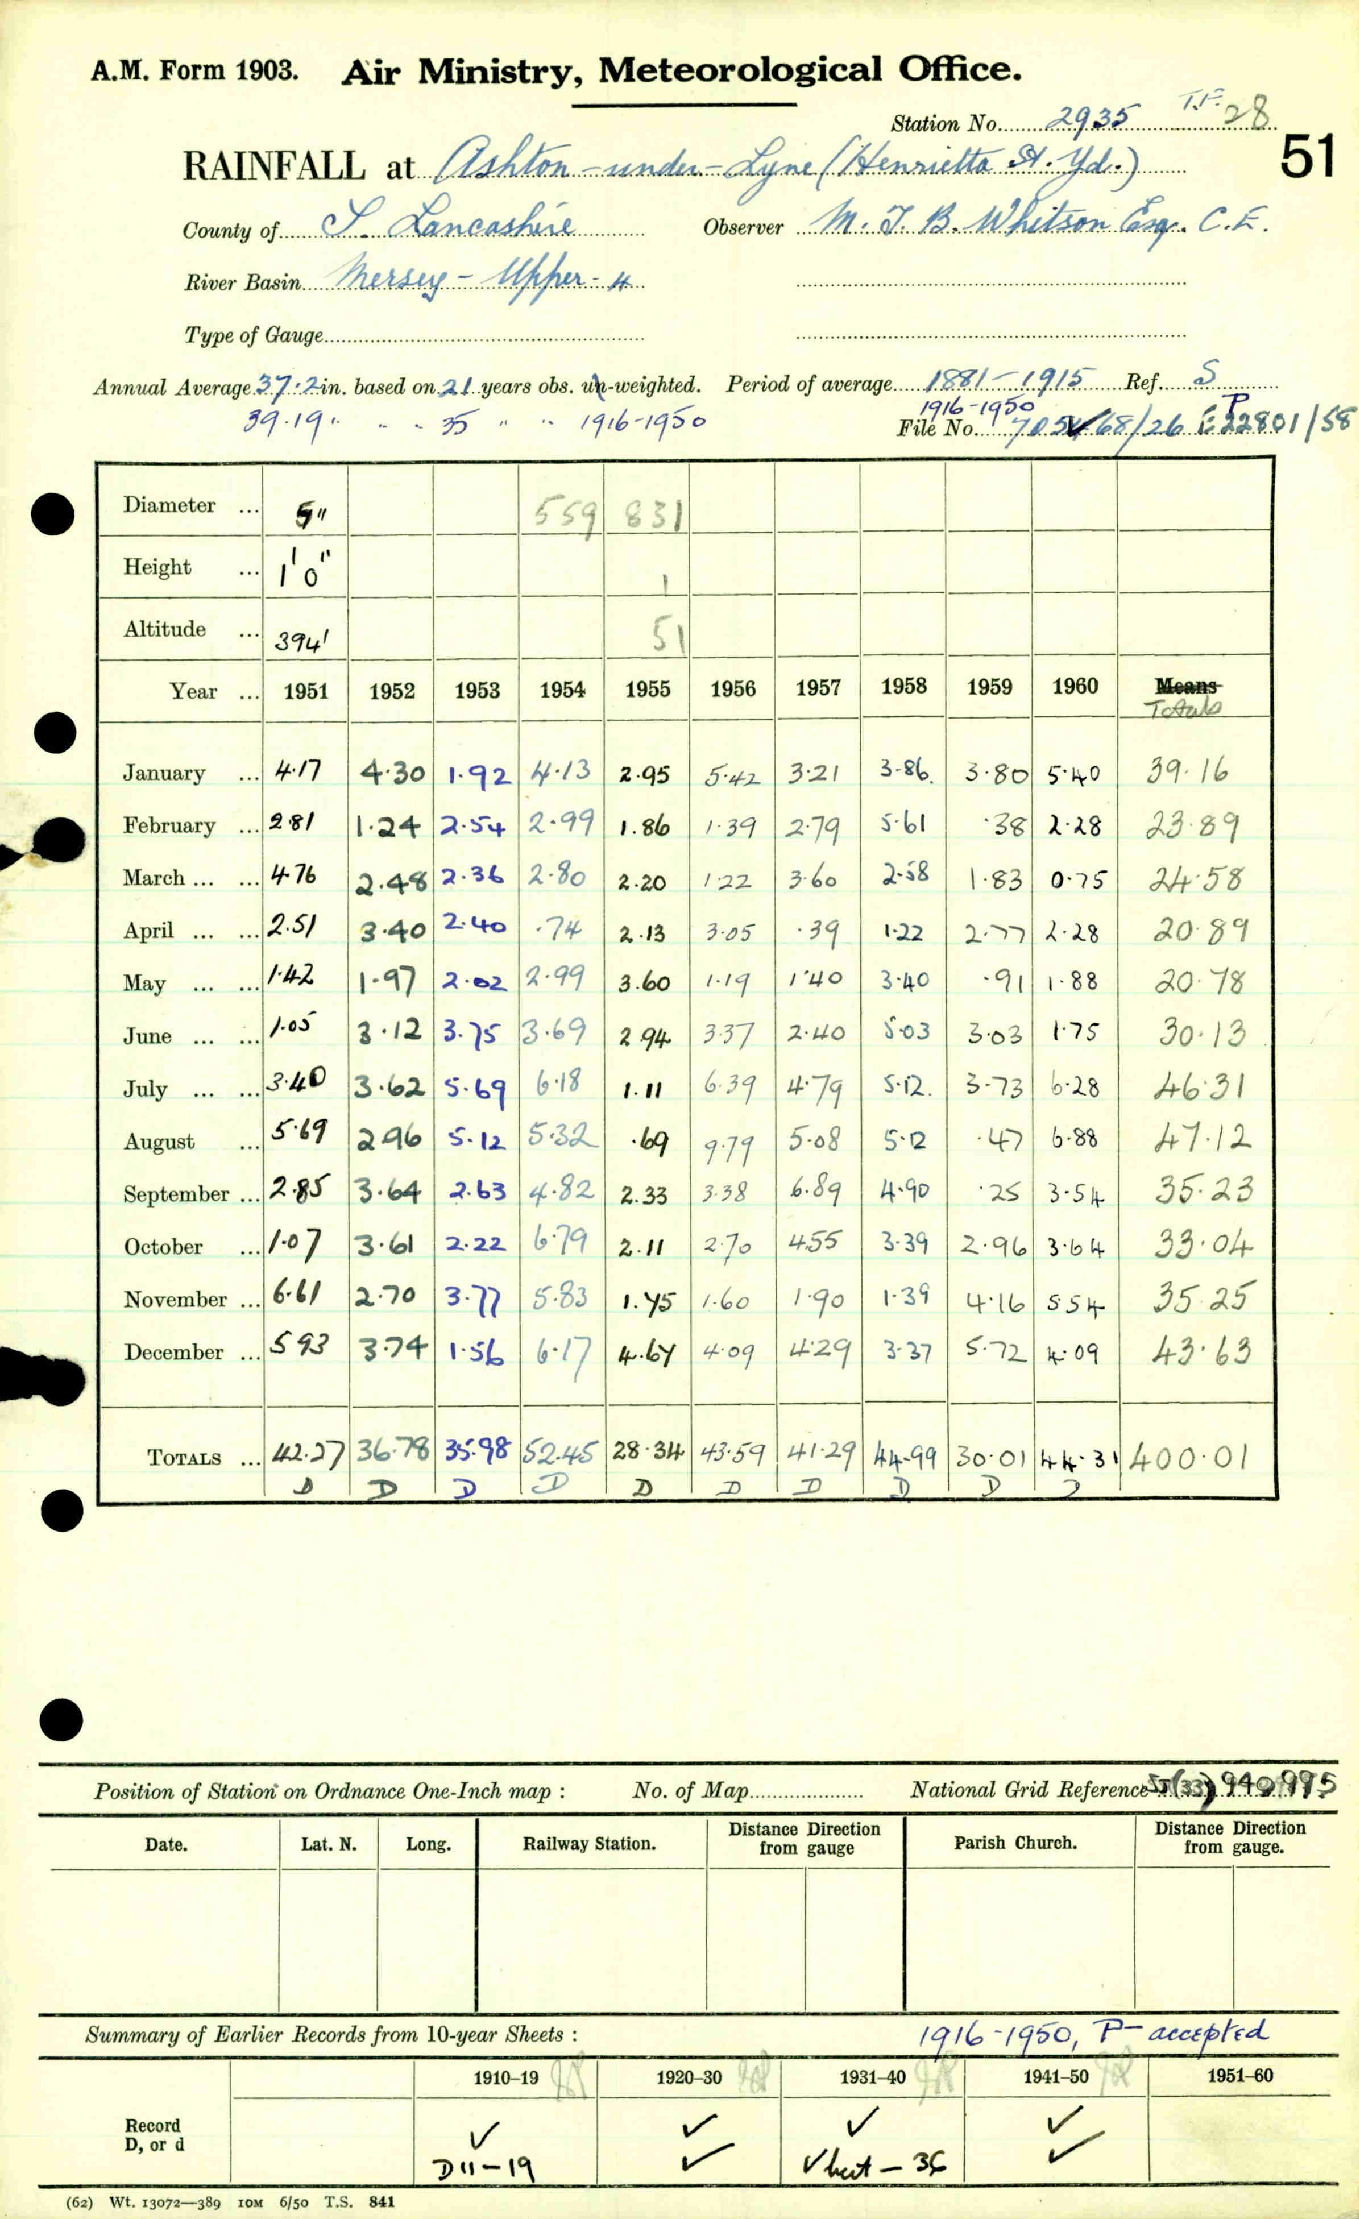 A.M. Form 1903. Air Ministry, Meteorological Office.
Station No. 2935 T.P. 28
51
RAINFALL at Ashton-under-Lyne (Henrietta St. Yd.)
County of S. Lancashire Observer M. J. B. Whitson Esq. C.E.
River Basin Mersey - Upper - 4
Type of Gauge
Annual Average 37.2 in. based on 21 years obs. un-weighted. Period of average 1881-1915 Ref. S
39.19 " " " 35 " " 1916-1950 1916-1950 P
File No. 7054/68/26 E22801/58
Diameter ... 5" 559 831
Height ... 1' 0" 1
Altitude ... 394' 51
Year ... 1951 1952 1953 1954 1955 1956 1957 1958 1959 1960 Means
Totals
January ... 4.17 4.30 1.92 4.13 2.95 5.42 3.21 3.86 3.80 5.40 39.16
February ... 2.81 1.24 2.54 2.99 1.86 1.39 2.79 5.61 .38 2.28 23.89
March ... ... 4.76 2.48 2.36 2.80 2.20 1.22 3.60 2.58 1.83 0.75 24.58
April ... ... 2.51 3.40 2.40 .74 2.13 3.05 .39 1.22 2.77 2.28 20.89
May ... ... 1.42 1.97 2.02 2.99 3.60 1.19 1.40 3.40 .91 1.88 20.78
June ... ... 1.05 3.12 3.75 3.69 2.94 3.37 2.40 5.03 3.03 1.75 30.13
July ... ... 3.40 3.62 5.69 6.18 1.11 6.39 4.79 5.12 3.73 6.28 46.31
August ... 5.69 2.96 5.12 5.32 .69 9.79 5.08 5.12 .47 6.88 47.12
September ... 2.85 3.64 2.63 4.82 2.33 3.38 6.89 4.90 .25 3.54 35.23
October ... 1.07 3.61 2.22 6.79 2.11 2.70 4.55 3.39 2.96 3.64 33.04
November ... 6.61 2.70 3.77 5.83 1.75 1.60 1.90 1.39 4.16 5.54 35.25
December ... 5.93 3.74 1.56 6.17 4.67 4.09 4.29 3.37 5.72 4.09 43.63
TOTALS ... 42.27 36.78 35.98 52.45 28.34 43.59 41.29 44.99 30.01 44.31 400.01
D D D D D D D D D D
Position of Station on Ordnance One-Inch map : No. of Map National Grid Reference SJ(33) 940995
Date. Lat. N. Long. Railway Station. Distance from Direction gauge Parish Church. Distance from Direction gauge.
Summary of Earlier Records from 10-year Sheets : 1916-1950, P- accepted
1910-19 1920-30 1931-40 1941-50 1951-60
Record ✓ ✓ ✓ ✓
D, or d D 11-19 ✓ ✓ but - 36 ✓
(62) Wt. 13072—389 10M 6/50 T.S. 841